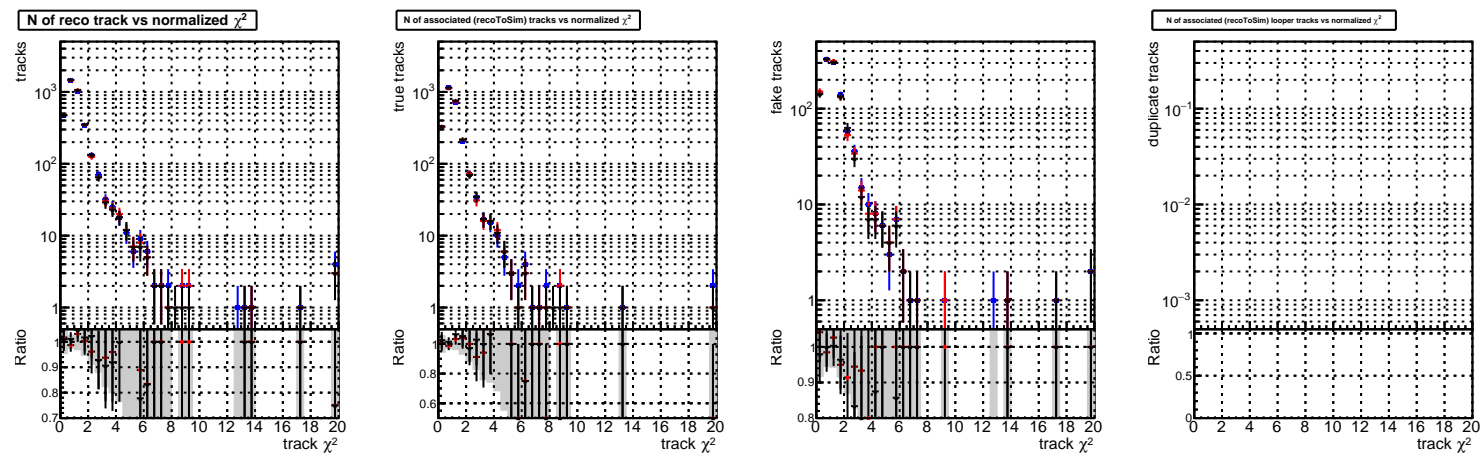 N of reco track vs normalized χ²
tracks
10³
10²
10
1
Ratio
1
0.9
0.8
0.7
0 2 4 6 8 10 12 14 16 18 20
track χ²
N of associated (recoToSim) tracks vs normalized χ²
true tracks
10³
10²
10
1
Ratio
1
0.8
0.6
0 2 4 6 8 10 12 14 16 18 20
track χ²
fake tracks
10²
10
1
Ratio
1
0.9
0.8
0 2 4 6 8 10 12 14 16 18 20
track χ²
N of associated (recoToSim) looper tracks vs normalized χ²
duplicate tracks
10⁻¹
10⁻²
10⁻³
Ratio
1
0.5
0
0 2 4 6 8 10 12 14 16 18 20
track χ²